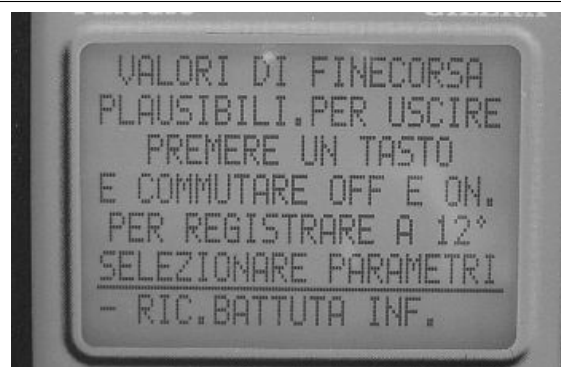 VALORI DI FINECORSA
PLAUSIBILI.PER USCIRE
PREMERE UN TASTO
E COMMUTARE OFF E ON.
PER REGISTRARE A 12°
SELEZIONARE PARAMETRI
- RIC.BATTUTA INF.